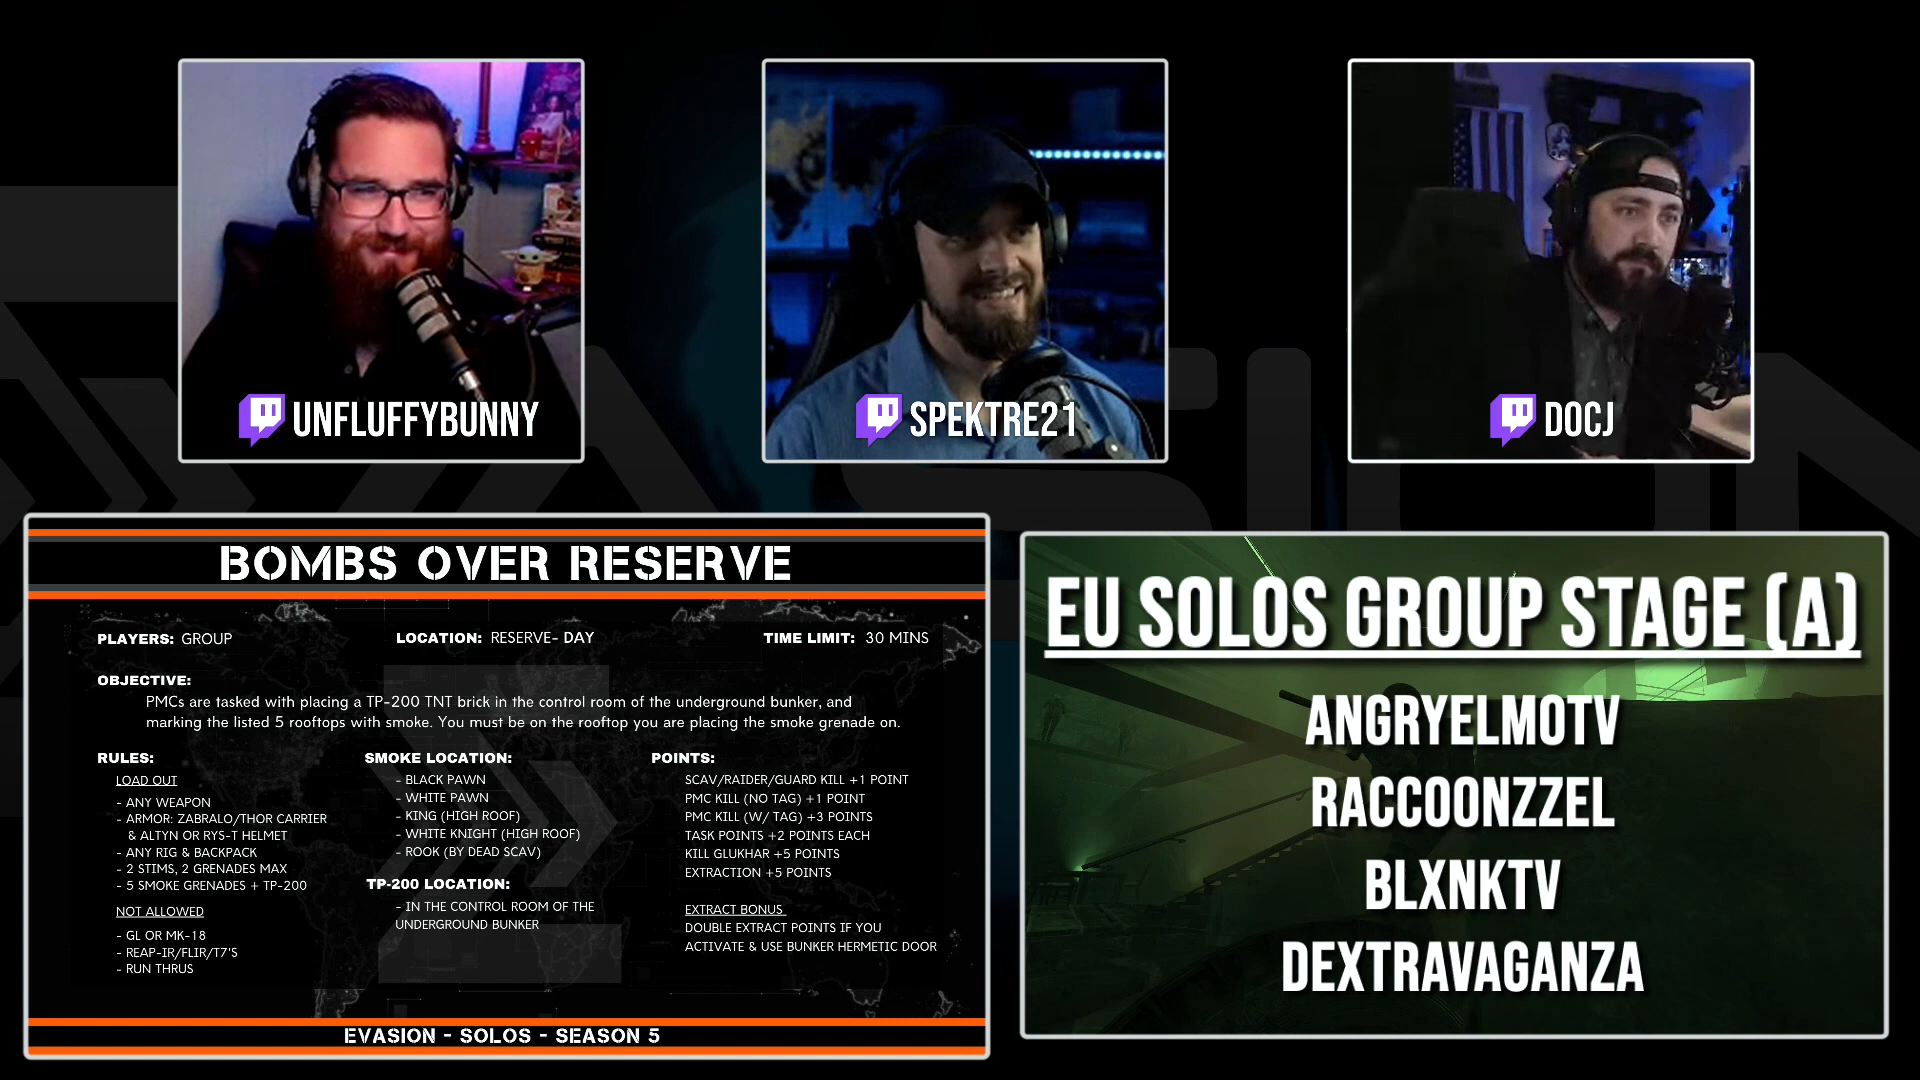 UNFLUFFYBUNNY
SPEKTRE21
DOCJ
BOMBS OVER RESERVE
PLAYERS: GROUP
LOCATION: RESERVE- DAY
TIME LIMIT: 30 MINS
OBJECTIVE:
PMCs are tasked with placing a TP-200 TNT brick in the control room of the underground bunker, and
marking the listed 5 rooftops with smoke. You must be on the rooftop you are placing the smoke grenade on.
RULES:
LOAD OUT
- ANY WEAPON
- ARMOR: ZABRALO/THOR CARRIER
& ALTYN OR RYS-T HELMET
- ANY RIG & BACKPACK
- 2 STIMS, 2 GRENADES MAX
- 5 SMOKE GRENADES + TP-200
NOT ALLOWED
- GL OR MK-18
- REAP-IR/FLIR/T7'S
- RUN THRUS
SMOKE LOCATION:
- BLACK PAWN
- WHITE PAWN
- KING (HIGH ROOF)
- WHITE KNIGHT (HIGH ROOF)
- ROOK (BY DEAD SCAV)
TP-200 LOCATION:
- IN THE CONTROL ROOM OF THE
UNDERGROUND BUNKER
POINTS:
SCAV/RAIDER/GUARD KILL +1 POINT
PMC KILL (NO TAG) +1 POINT
PMC KILL (W/ TAG) +3 POINTS
TASK POINTS +2 POINTS EACH
KILL GLUKHAR +5 POINTS
EXTRACTION +5 POINTS
EXTRACT BONUS
DOUBLE EXTRACT POINTS IF YOU
ACTIVATE & USE BUNKER HERMETIC DOOR
EVASION - SOLOS - SEASON 5
EU SOLOS GROUP STAGE (A)
ANGRYELMOTV
RACCOONZZEL
BLXNKTV
DEXTRAVAGANZA